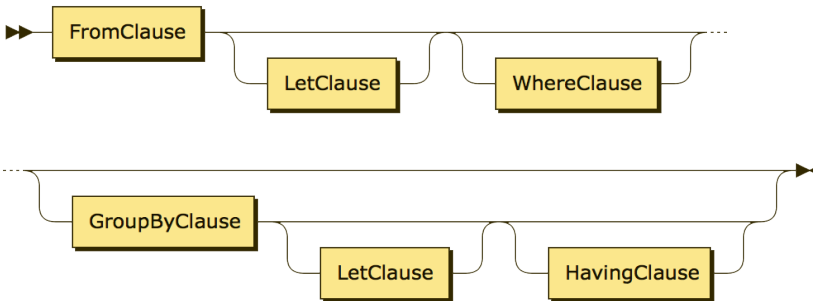 FromClause
LetClause
WhereClause
GroupByClause
LetClause
HavingClause